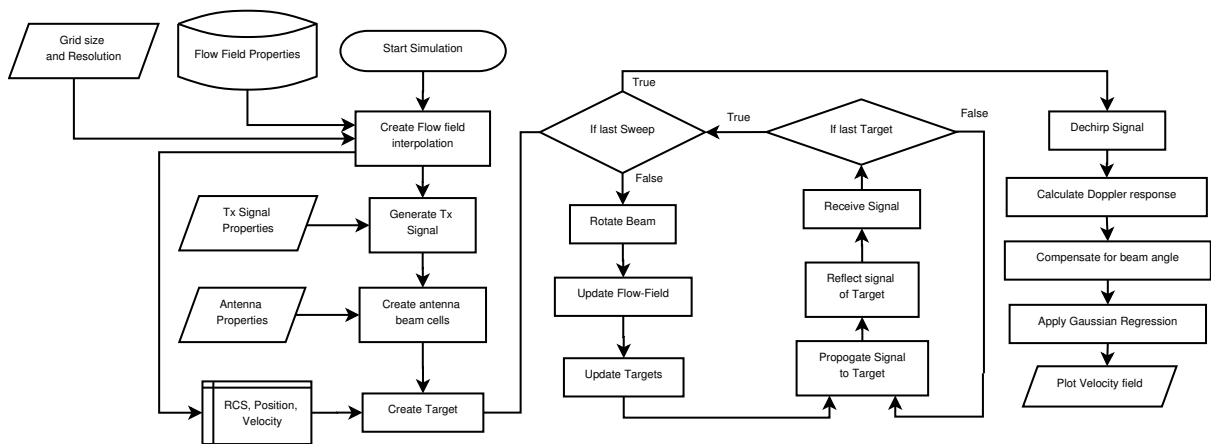 Grid size
and Resolution
Flow Field Properties
Start Simulation
Create Flow field
interpolation
Tx Signal
Properties
Generate Tx
Signal
Antenna
Properties
Create antenna
beam cells
RCS, Position,
Velocity
Create Target
True
If last Sweep
False
Rotate Beam
Update Flow-Field
Update Targets
True
If last Target
False
Receive Signal
Reflect signal
of Target
Propogate Signal
to Target
Dechirp Signal
Calculate Doppler response
Compensate for beam angle
Apply Gaussian Regression
Plot Velocity field